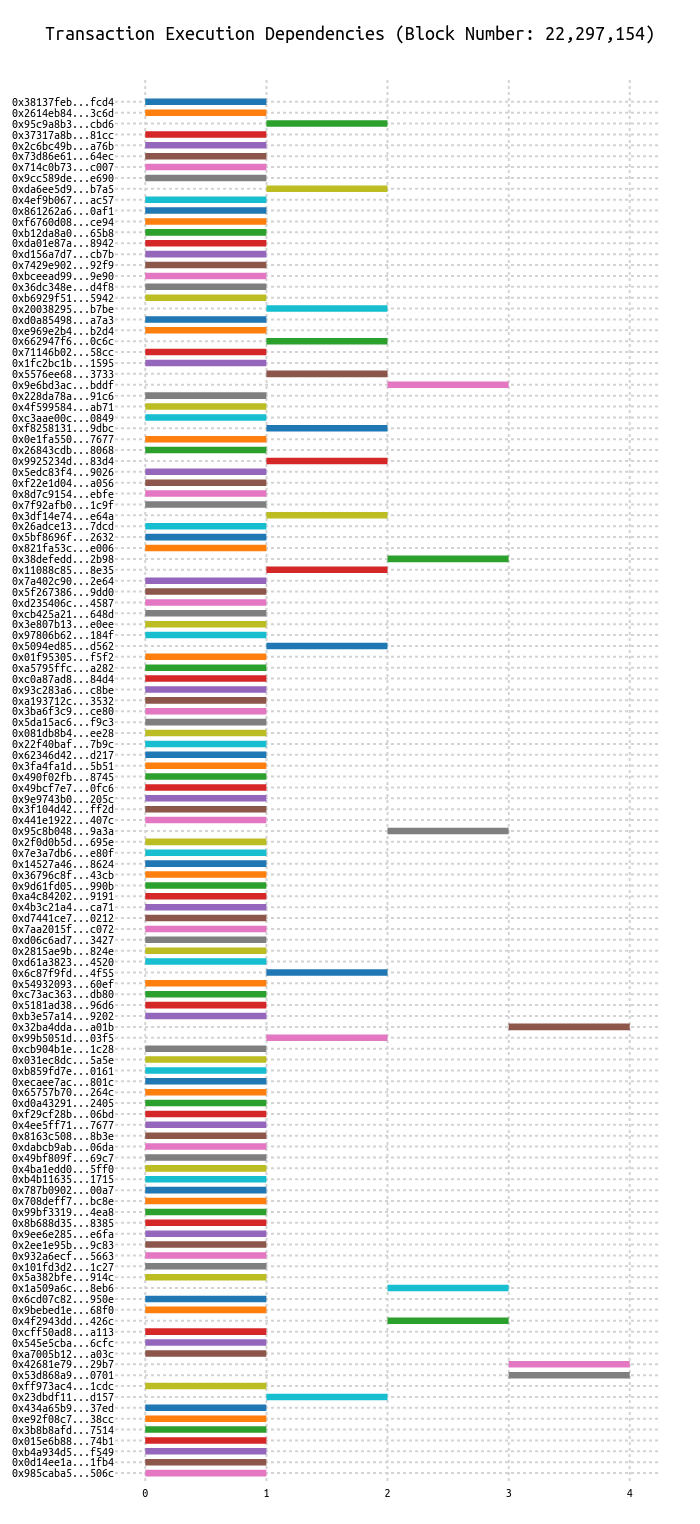 Transaction Execution Dependencies (Block Number: 22,297,154)
0x38137feb...fcd4
0x2614eb84...3c6d
0x95c9a8b3...cbd6
0x37317a8b...81cc
0x2c6bc49b...a76b
0x73d86e61...64ec
0x714c0b73...c007
0x9cc589de...e690
0xda6ee5d9...b7a5
0x4ef9b067...ac57
0x861262a6...0af1
0xf6760d08...ce94
0xb12da8a0...65b8
0xda01e87a...8942
0xd156a7d7...cb7b
0x7429e902...92f9
0xbceead99...9e90
0x36dc348e...d4f8
0xb6929f51...5942
0x20038295...b7be
0xd0a85498...a7a3
0xe969e2b4...b2d4
0x662947f6...0c6c
0x71146b02...58cc
0x1fc2bc1b...1595
0x5576ee68...3733
0x9e6bd3ac...bddf
0x228da78a...91c6
0x4f599584...ab71
0xc3aae00c...0849
0xf8258131...9dbc
0x0e1fa550...7677
0x26843cdb...8068
0x9925234d...83d4
0x5edc83f4...9026
0xf22e1d04...a056
0x8d7c9154...ebfe
0x7f92afb0...1c9f
0x3df14e74...e64a
0x26adce13...7dcd
0x5bf8696f...2632
0x821fa53c...e006
0x38defedd...2b98
0x11088c85...8e35
0x7a402c90...2e64
0x5f267386...9dd0
0xd235406c...4587
0xcb425a21...648d
0x3e807b13...e0ee
0x97806b62...184f
0x5094ed85...d562
0x01f95305...f5f2
0xa5795ffc...a282
0xc0a87ad8...84d4
0x93c283a6...c8be
0xa193712c...3532
0x3ba6f3c9...ce80
0x5da15ac6...f9c3
0x081db8b4...ee28
0x22f40baf...7b9c
0x62346d42...d217
0x3fa4fa1d...5b51
0x490f02fb...8745
0x49bcf7e7...0fc6
0x9e9743b0...205c
0x3f104d42...ff2d
0x441e1922...407c
0x95c8b048...9a3a
0x2f0d0b5d...695e
0x7e3a7db6...e80f
0x14527a46...8624
0x36796c8f...43cb
0x9d61fd05...990b
0xa4c84202...9191
0x4b3c21a4...ca71
0xd7441ce7...0212
0x7aa2015f...c072
0xd06c6ad7...3427
0x2815ae9b...824e
0xd61a3823...4520
0x6c87f9fd...4f55
0x54932093...60ef
0xc73ac363...db80
0x5181ad38...96d6
0xb3e57a14...9202
0x32ba4dda...a01b
0x99b5051d...03f5
0xcb904b1e...1c28
0x031ec8dc...5a5e
0xb859fd7e...0161
0xecaee7ac...801c
0x65757b70...264c
0xd0a43291...2405
0xf29cf28b...06bd
0x4ee5ff71...7677
0x8163c508...8b3e
0xdabcb9ab...06da
0x49bf809f...69c7
0x4ba1edd0...5ff0
0xb4b11635...1715
0x787b0902...00a7
0x708deff7...bc8e
0x99bf3319...4ea8
0x8b688d35...8385
0x9ee6e285...e6fa
0x2ee1e95b...9c83
0x932a6ecf...5663
0x101fd3d2...1c27
0x5a382bfe...914c
0x1a509a6c...8eb6
0x6cd07c82...950e
0x9bebed1e...68f0
0x4f2943dd...426c
0xcff50ad8...a113
0x545e5cba...6cfc
0xa7005b12...a03c
0x42681e79...29b7
0x53d868a9...0701
0xff973ac4...1cdc
0x23dbdf11...d157
0x434a65b9...37ed
0xe92f08c7...38cc
0x3b8b8afd...7514
0x015e6b88...74b1
0xb4a934d5...f549
0x0d14ee1a...1fb4
0x985caba5...506c
0 1 2 3 4